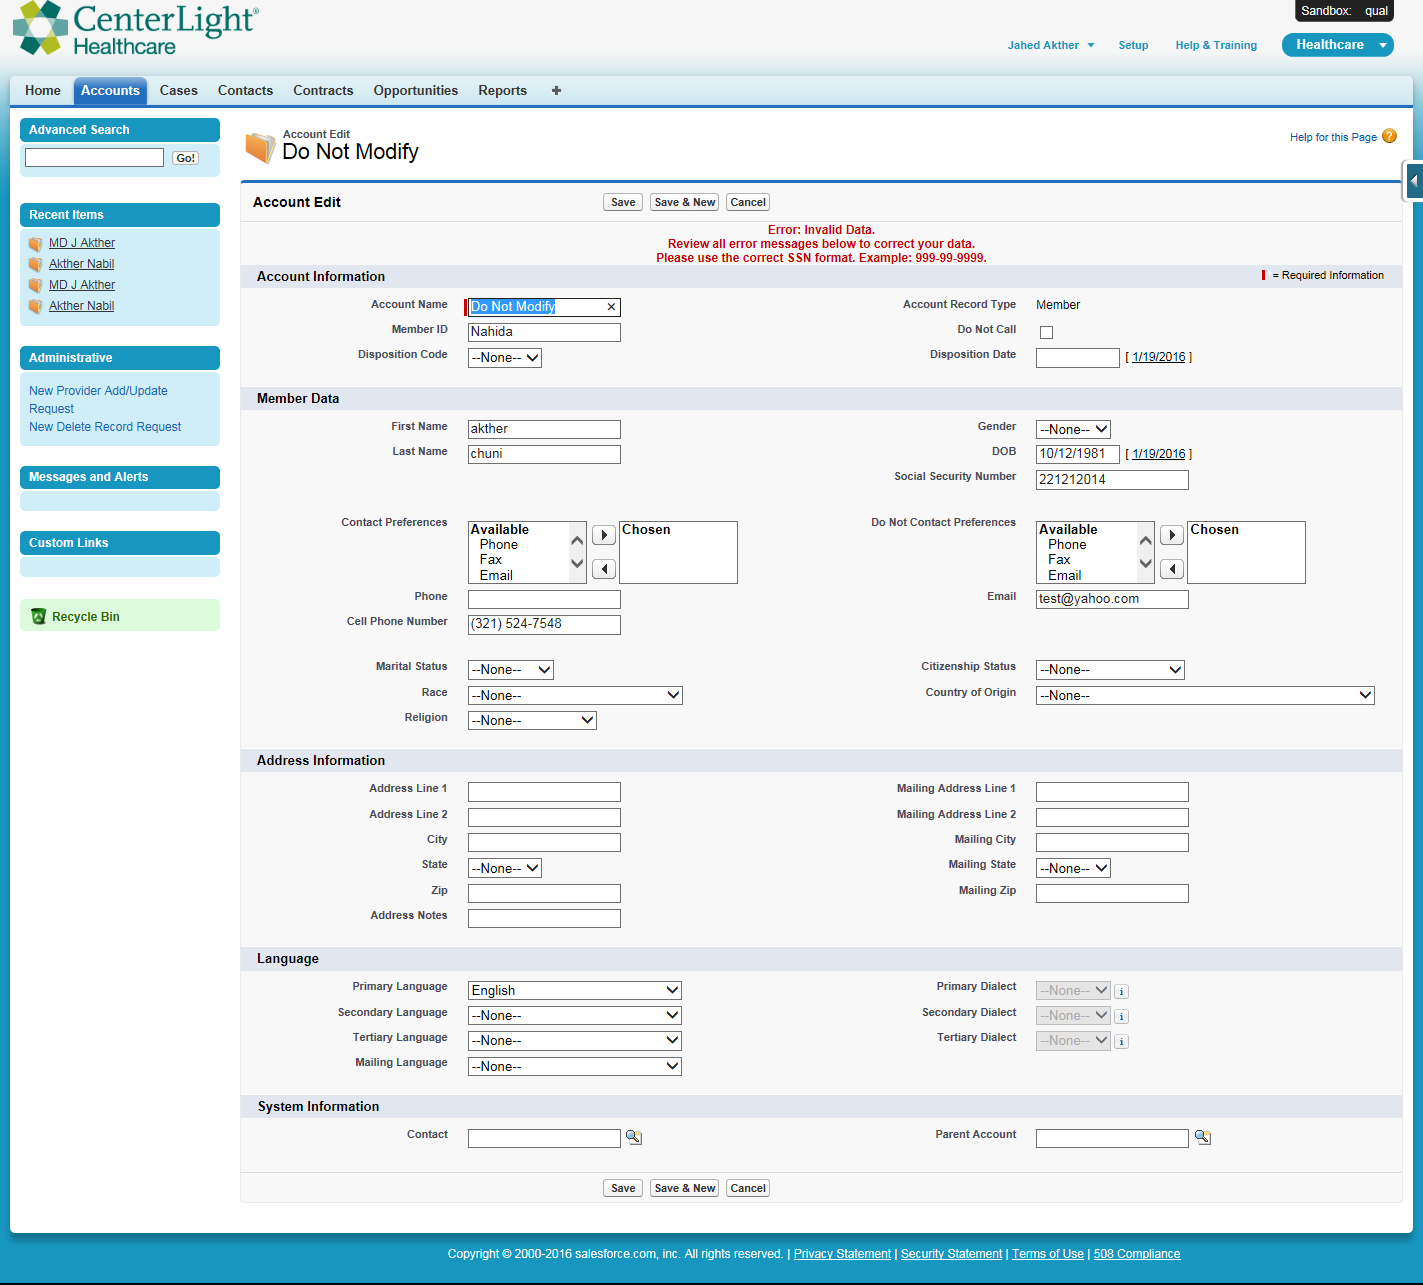 Sandbox: qual
CenterLight®
Healthcare
Jahed Akther Setup Help & Training Healthcare
Home Accounts Cases Contacts Contracts Opportunities Reports +
Advanced Search
Go!
Recent Items
MD J Akther
Akther Nabil
MD J Akther
Akther Nabil
Administrative
New Provider Add/Update
Request
New Delete Record Request
Messages and Alerts
Custom Links
Recycle Bin
Account Edit
Do Not Modify
Help for this Page ?
Account Edit Save Save & New Cancel
Error: Invalid Data.
Review all error messages below to correct your data.
Please use the correct SSN format. Example: 999-99-9999.
Account Information = Required Information
Account Name Do Not Modify × Account Record Type Member
Member ID Nahida Do Not Call
Disposition Code --None-- Disposition Date [ 1/19/2016 ]
Member Data
First Name akther Gender --None--
Last Name chuni DOB 10/12/1981 [ 1/19/2016 ]
Social Security Number 221212014
Contact Preferences Available Chosen Do Not Contact Preferences Available Chosen
Phone Phone
Fax Fax
Email Email
Phone Email test@yahoo.com
Cell Phone Number (321) 524-7548
Marital Status --None-- Citizenship Status --None--
Race --None-- Country of Origin --None--
Religion --None--
Address Information
Address Line 1 Mailing Address Line 1
Address Line 2 Mailing Address Line 2
City Mailing City
State --None-- Mailing State --None--
Zip Mailing Zip
Address Notes
Language
Primary Language English Primary Dialect --None-- i
Secondary Language --None-- Secondary Dialect --None-- i
Tertiary Language --None-- Tertiary Dialect --None-- i
Mailing Language --None--
System Information
Contact Parent Account
Save Save & New Cancel
Copyright © 2000-2016 salesforce.com, inc. All rights reserved. | Privacy Statement | Security Statement | Terms of Use | 508 Compliance